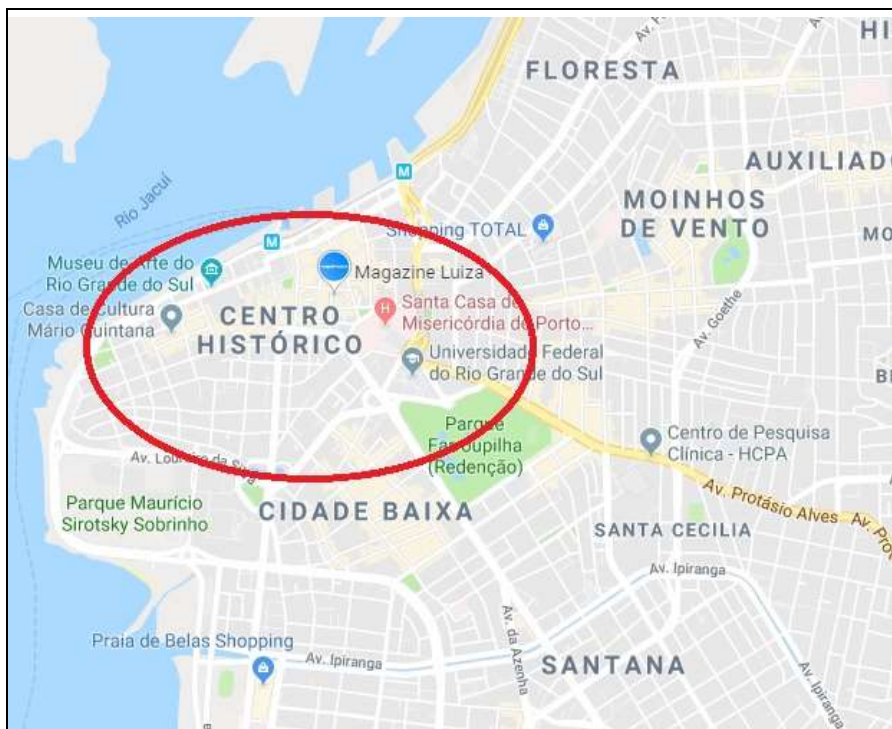 HI
Av.
FLORESTA
AUXILIAD
MOINHOS
DE VENTO
MO
Rio Jacuí
M
Shopping TOTAL
M
Museu de Arte do
Rio Grande do Sul
Magazine Luiza
Av. Goethe
Casa de Cultura
Mário Quintana
CENTRO
HISTÓRICO
H
Santa Casa de
Misericórdia de Porto...
Universidade Federal
do Rio Grande do Sul
BE
Parque
Farroupilha
(Redenção)
Centro de Pesquisa
Clínica - HCPA
Av. Loureiro da Silva
Parque Maurício
Sirotsky Sobrinho
CIDADE BAIXA
Av. Protásio Alves
Av. Pro
SANTA CECILIA
Av. Ipiranga
Praia de Belas Shopping
Av. Ipiranga
Av. da Azenha
SANTANA
Av. Ipiranga